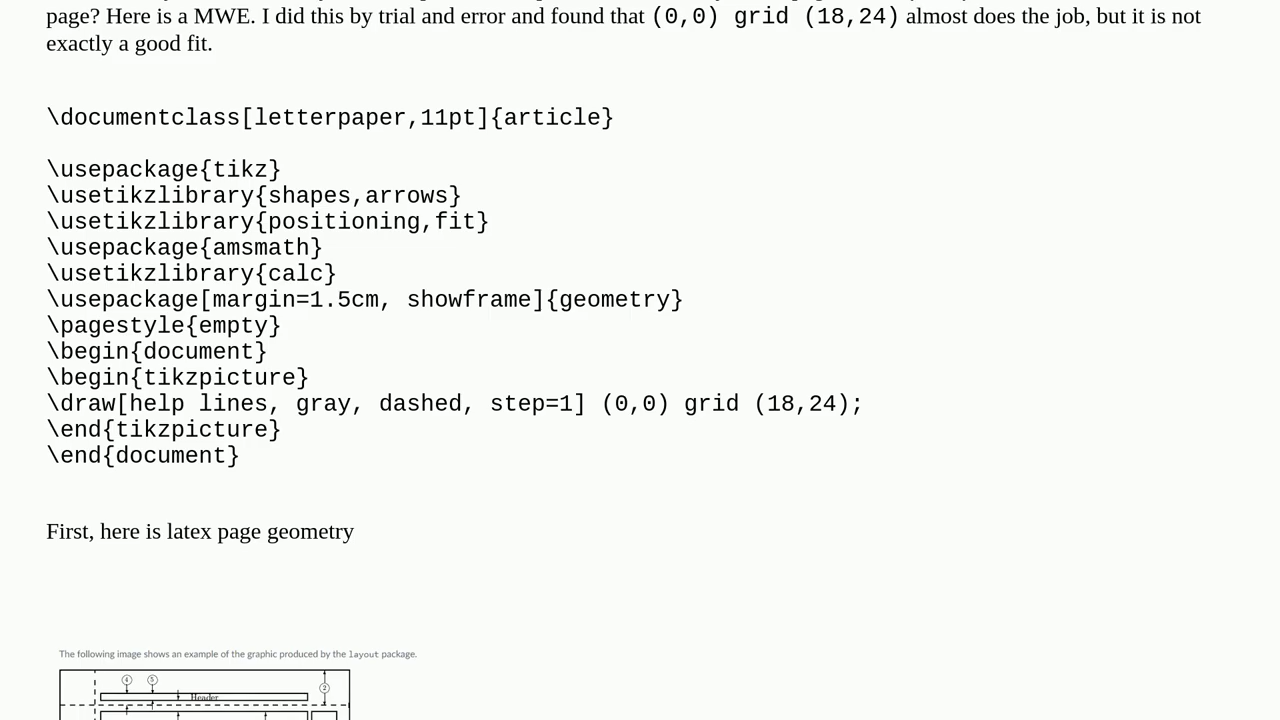 page? Here is a MWE. I did this by trial and error and found that (0,0) grid (18,24) almost does the job, but it is not
exactly a good fit.
\documentclass[letterpaper,11pt]{article}
\usepackage{tikz}
\usetikzlibrary{shapes,arrows}
\usetikzlibrary{positioning,fit}
\usepackage{amsmath}
\usetikzlibrary{calc}
\usepackage[margin=1.5cm, showframe]{geometry}
\pagestyle{empty}
\begin{document}
\begin{tikzpicture}
\draw[help lines, gray, dashed, step=1] (0,0) grid (18,24);
\end{tikzpicture}
\end{document}
First, here is latex page geometry
The following image shows an example of the graphic produced by the layout package.
4 5
2
Header